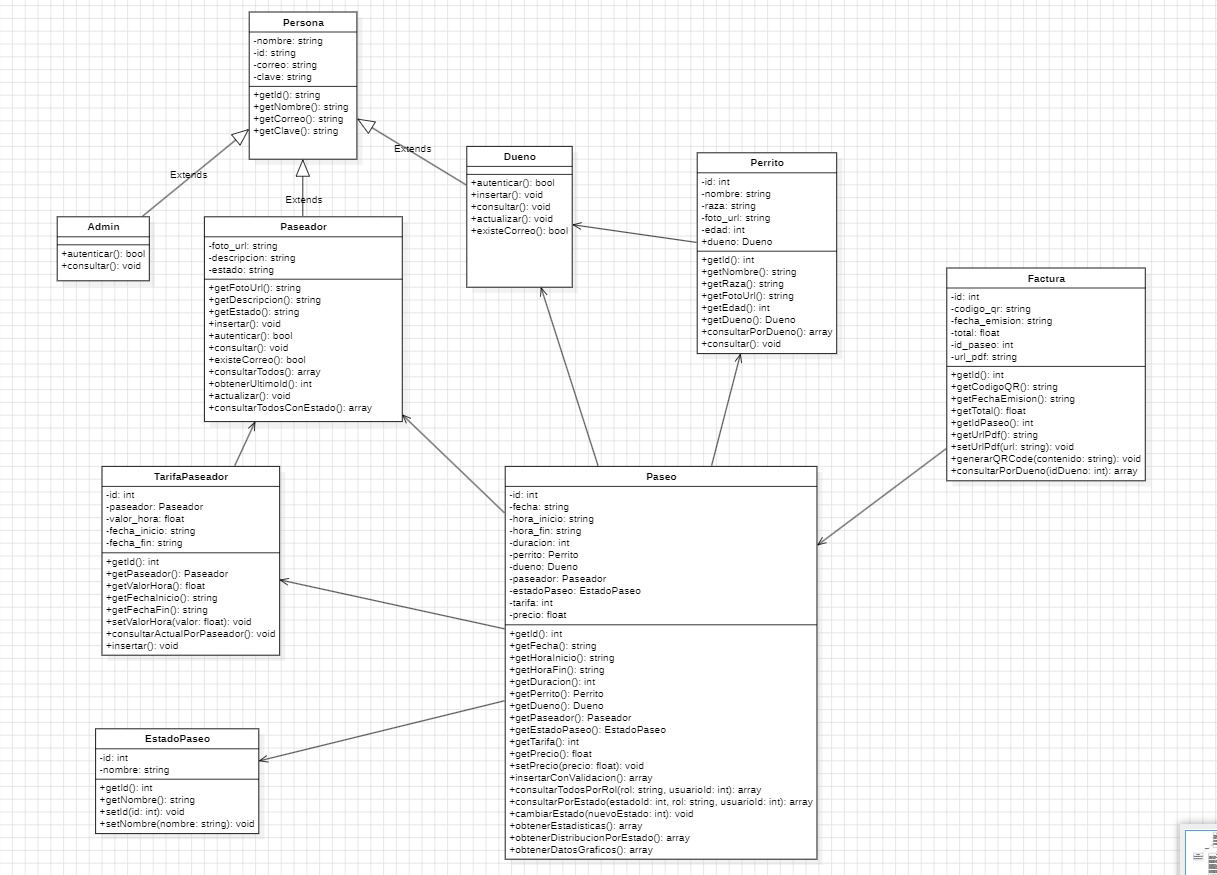 Persona
-nombre: string
-id: string
-correo: string
-clave: string
+getId(): string
+getNombre(): string
+getCorreo(): string
+getClave(): string
Extends
Extends
Extends
Admin
+autenticar(): bool
+consultar(): void
Paseador
-foto_url: string
-descripcion: string
-estado: string
+getFotoUrl(): string
+getDescripcion(): string
+getEstado(): string
+insertar(): void
+autenticar(): bool
+consultar(): void
+existeCorreo(): bool
+consultarTodos(): array
+obtenerUltimoId(): int
+actualizar(): void
+consultarTodosConEstado(): array
Dueno
+autenticar(): bool
+insertar(): void
+consultar(): void
+actualizar(): void
+existeCorreo(): bool
Perrito
-id: int
-nombre: string
-raza: string
-foto_url: string
-edad: int
+dueno: Dueno
+getId(): int
+getNombre(): string
+getRaza(): string
+getFotoUrl(): string
+getEdad(): int
+getDueno(): Dueno
+consultarPorDueno(): array
+consultar(): void
Factura
-id: int
-codigo_qr: string
-fecha_emision: string
-total: float
-id_paseo: int
-url_pdf: string
+getId(): int
+getCodigoQR(): string
+getFechaEmision(): string
+getTotal(): float
+getIdPaseo(): int
+getUrlPdf(): string
+setUrlPdf(url: string): void
+generarQRCode(contenido: string): void
+consultarPorDueno(idDueno: int): array
TarifaPaseador
-id: int
-paseador: Paseador
-valor_hora: float
-fecha_inicio: string
-fecha_fin: string
+getId(): int
+getPaseador(): Paseador
+getValorHora(): float
+getFechaInicio(): string
+getFechaFin(): string
+setValorHora(valor: float): void
+consultarActualPorPaseador(): void
+insertar(): void
Paseo
-id: int
-fecha: string
-hora_inicio: string
-hora_fin: string
-duracion: int
-perrito: Perrito
-dueno: Dueno
-paseador: Paseador
-estadoPaseo: EstadoPaseo
-tarifa: int
-precio: float
+getId(): int
+getFecha(): string
+getHoraInicio(): string
+getHoraFin(): string
+getDuracion(): int
+getPerrito(): Perrito
+getDueno(): Dueno
+getPaseador(): Paseador
+getEstadoPaseo(): EstadoPaseo
+getTarifa(): int
+getPrecio(): float
+setPrecio(precio: float): void
+insertarConValidacion(): array
+consultarTodosPorRol(rol: string, usuarioId: int): array
+consultarPorEstado(estadoId: int, rol: string, usuarioId: int): array
+cambiarEstado(nuevoEstado: int): void
+obtenerEstadisticas(): array
+obtenerDistribucionPorEstado(): array
+obtenerDatosGraficos(): array
EstadoPaseo
-id: int
-nombre: string
+getId(): int
+getNombre(): string
+setId(id: int): void
+setNombre(nombre: string): void